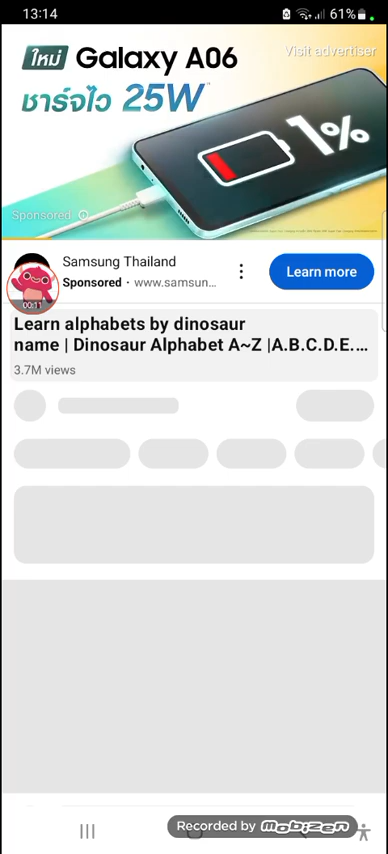 13:14
61%
ใหม่ Galaxy A06
Visit advertiser
ชาร์จไว 25W
1%
Sponsored
Samsung Thailand
Sponsored · www.samsun...
Learn more
00:11
Learn alphabets by dinosaur
name | Dinosaur Alphabet A~Z |A.B.C.D.E....
3.7M views
Recorded by mobizen